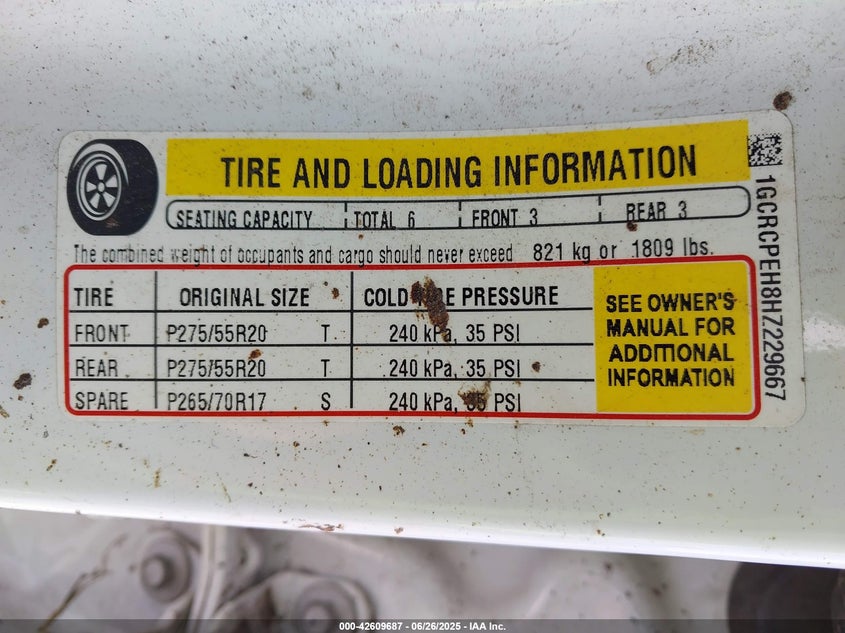 TIRE AND LOADING INFORMATION
SEATING CAPACITY TOTAL 6 FRONT 3 REAR 3
The combined weight of occupants and cargo should never exceed 821 kg or 1809 lbs.
TIRE ORIGINAL SIZE COLD TIRE PRESSURE
FRONT P275/55R20 T 240 kPa, 35 PSI
REAR P275/55R20 T 240 kPa, 35 PSI
SPARE P265/70R17 S 240 kPa, 35 PSI
SEE OWNER'S
MANUAL FOR
ADDITIONAL
INFORMATION
1GCRCPEH8HZ229667
000-42609687 - 06/26/2025 - IAA Inc.